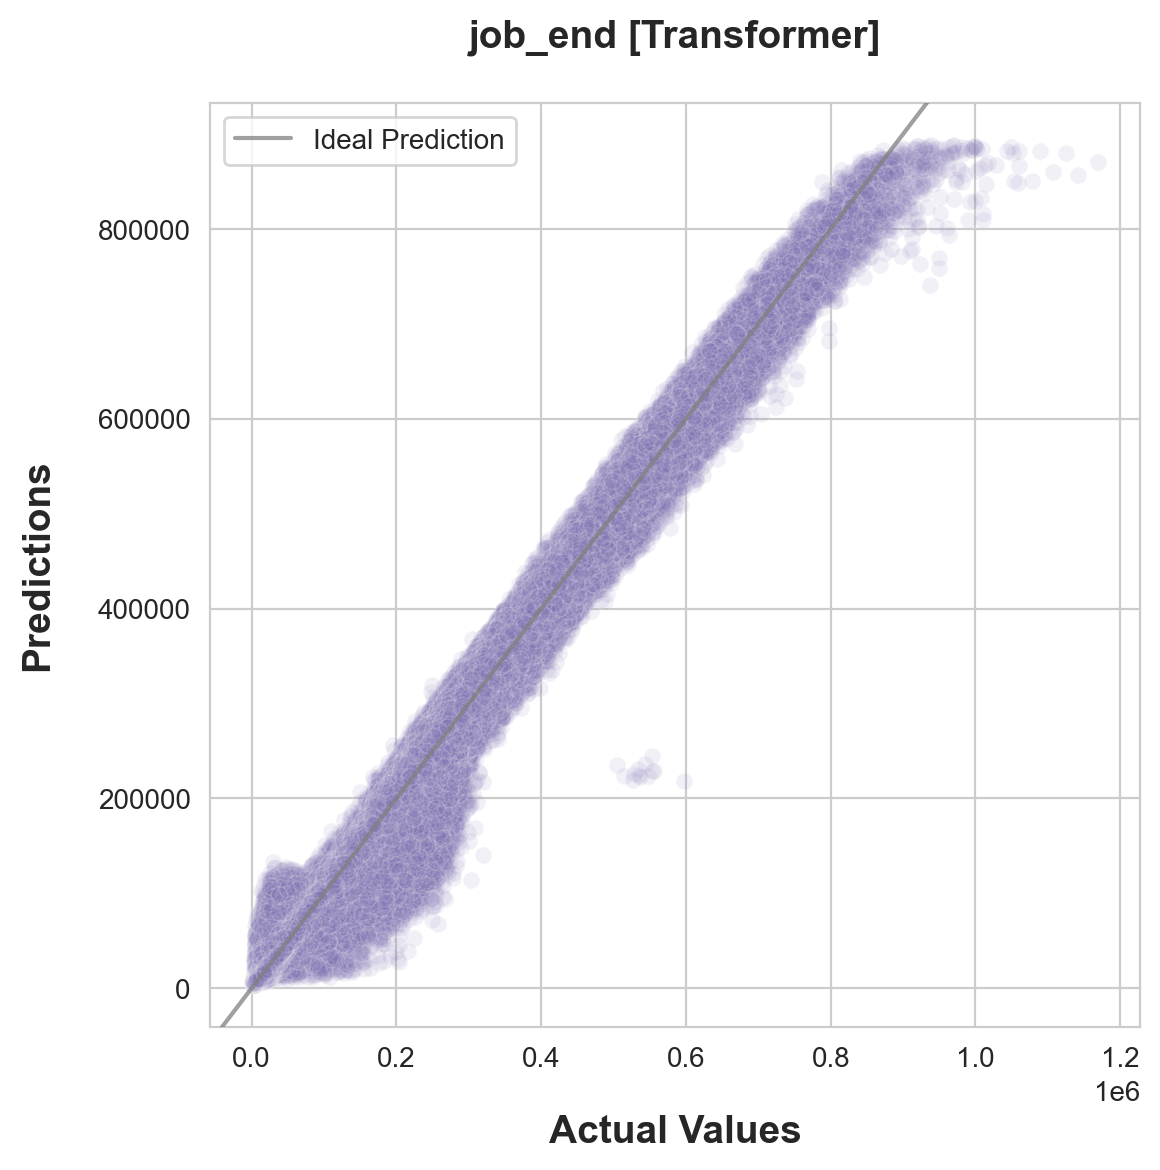 job_end [Transformer]
Ideal Prediction
800000
600000
400000
200000
0
Predictions
0.0 0.2 0.4 0.6 0.8 1.0 1.2
1e6
Actual Values